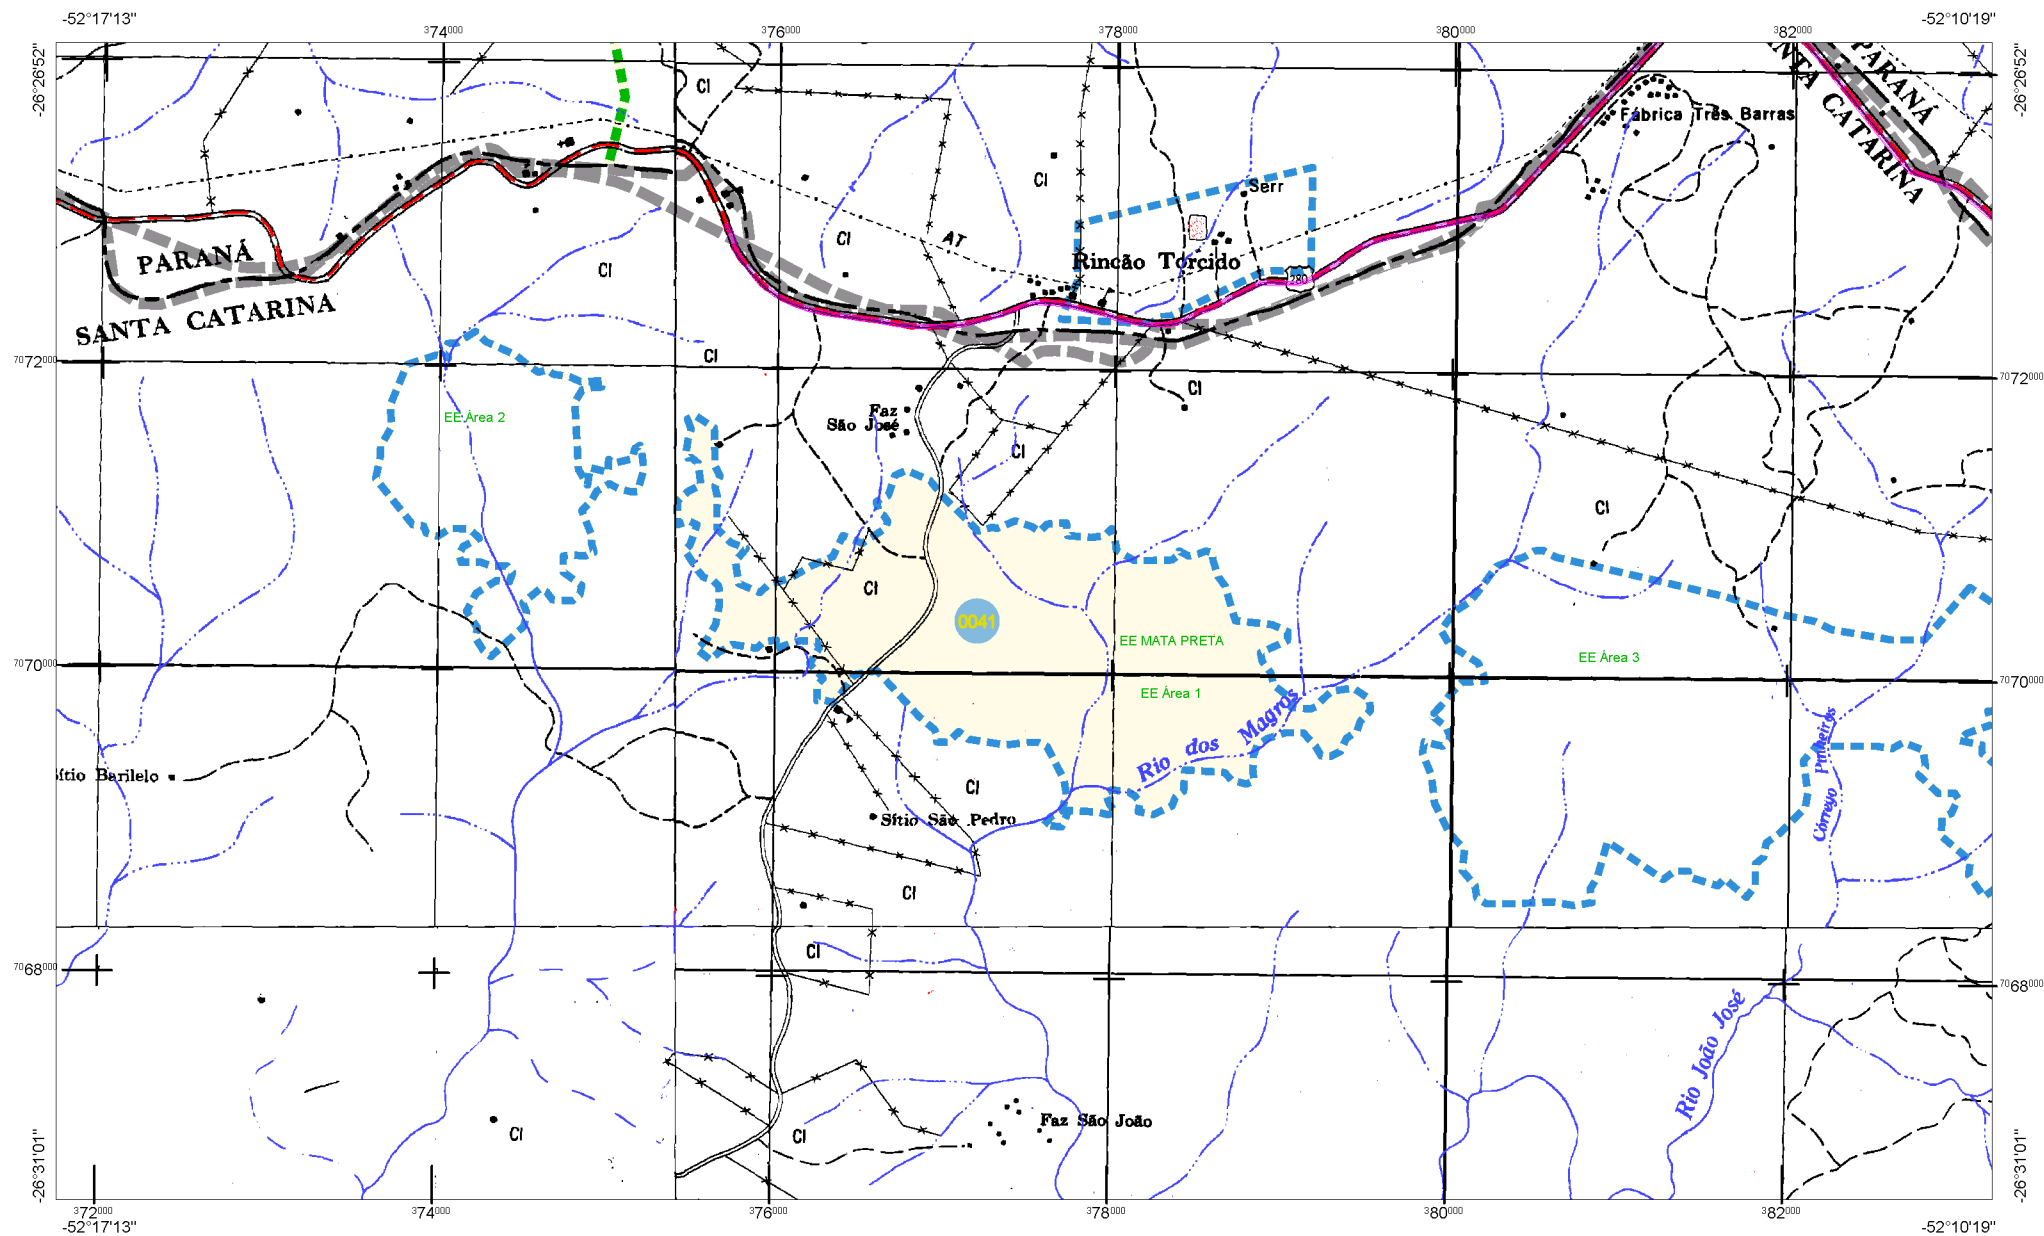 -52°17'13"
374000
376000
378000
380000
382000
-52°10'19"
-26°26'52"
-26°26'52"
PARANÁ
SANTA CATARINA
CI
Fábrica Três Barras
CI
Serr
CI
AT
Rincão Torcido
PARANÁ
CI
280
SANTA CATARINA
CI
7072000
7072000
CI
Faz
São José
EE Área 2
CI
CI
CI
0041
EE MATA PRETA
EE Área 3
7070000
7070000
EE Área 1
Rio dos Magros
Córrego Pinheiros
Sítio Barilelo
CI
Sítio São Pedro
CI
CI
7068000
7068000
Rio João José
Faz São João
CI
CI
-26°31'01"
-26°31'01"
372000
374000
376000
378000
380000
382000
-52°17'13"
-52°10'19"